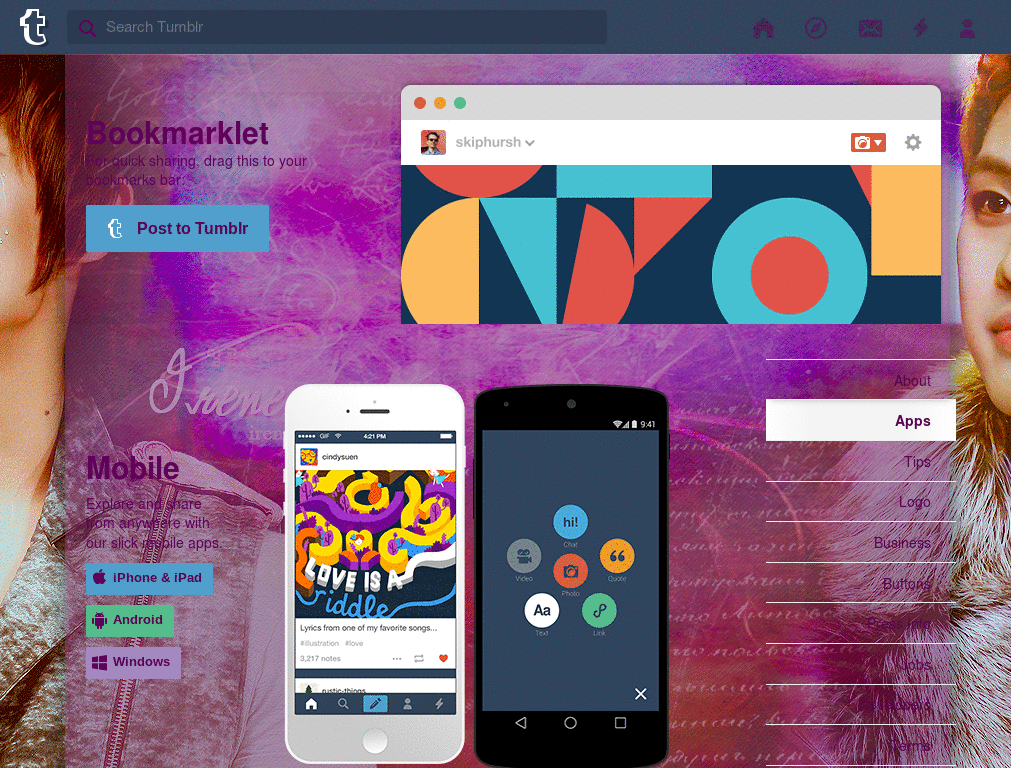 Search Tumblr
Bookmarklet
For quick sharing, drag this to your
bookmarks bar:
Post to Tumblr
skiphursh
Irene
irene
Mobile
Explore and share
from anywhere with
our slick mobile apps.
iPhone & iPad
Android
Windows
GIF
4:21 PM
cindysuen
LOVE IS A
riddle
Lyrics from one of my favorite songs...
#illustration #love
3,217 notes
rustic-things
9:41
hi!
Chat
Video
Quote
Photo
Aa
Text
Link
About
Apps
Tips
Logo
Business
Buttons
Jobs
Terms